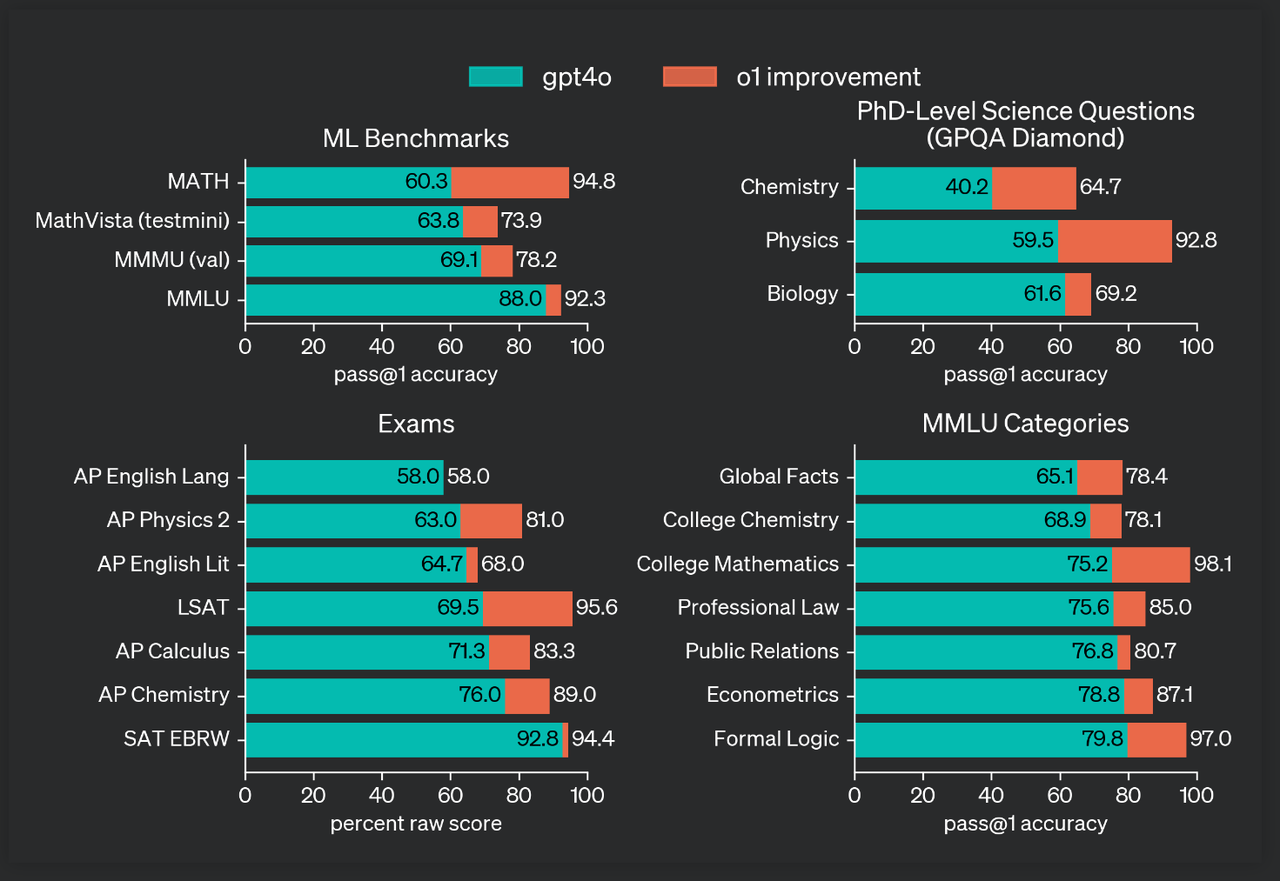 gpt4o
o1 improvement
ML Benchmarks
MATH 60.3 94.8
MathVista (testmini) 63.8 73.9
MMMU (val) 69.1 78.2
MMLU 88.0 92.3
0 20 40 60 80 100
pass@1 accuracy
PhD-Level Science Questions
(GPQA Diamond)
Chemistry 40.2 64.7
Physics 59.5 92.8
Biology 61.6 69.2
0 20 40 60 80 100
pass@1 accuracy
Exams
AP English Lang 58.0 58.0
AP Physics 2 63.0 81.0
AP English Lit 64.7 68.0
LSAT 69.5 95.6
AP Calculus 71.3 83.3
AP Chemistry 76.0 89.0
SAT EBRW 92.8 94.4
0 20 40 60 80 100
percent raw score
MMLU Categories
Global Facts 65.1 78.4
College Chemistry 68.9 78.1
College Mathematics 75.2 98.1
Professional Law 75.6 85.0
Public Relations 76.8 80.7
Econometrics 78.8 87.1
Formal Logic 79.8 97.0
0 20 40 60 80 100
pass@1 accuracy